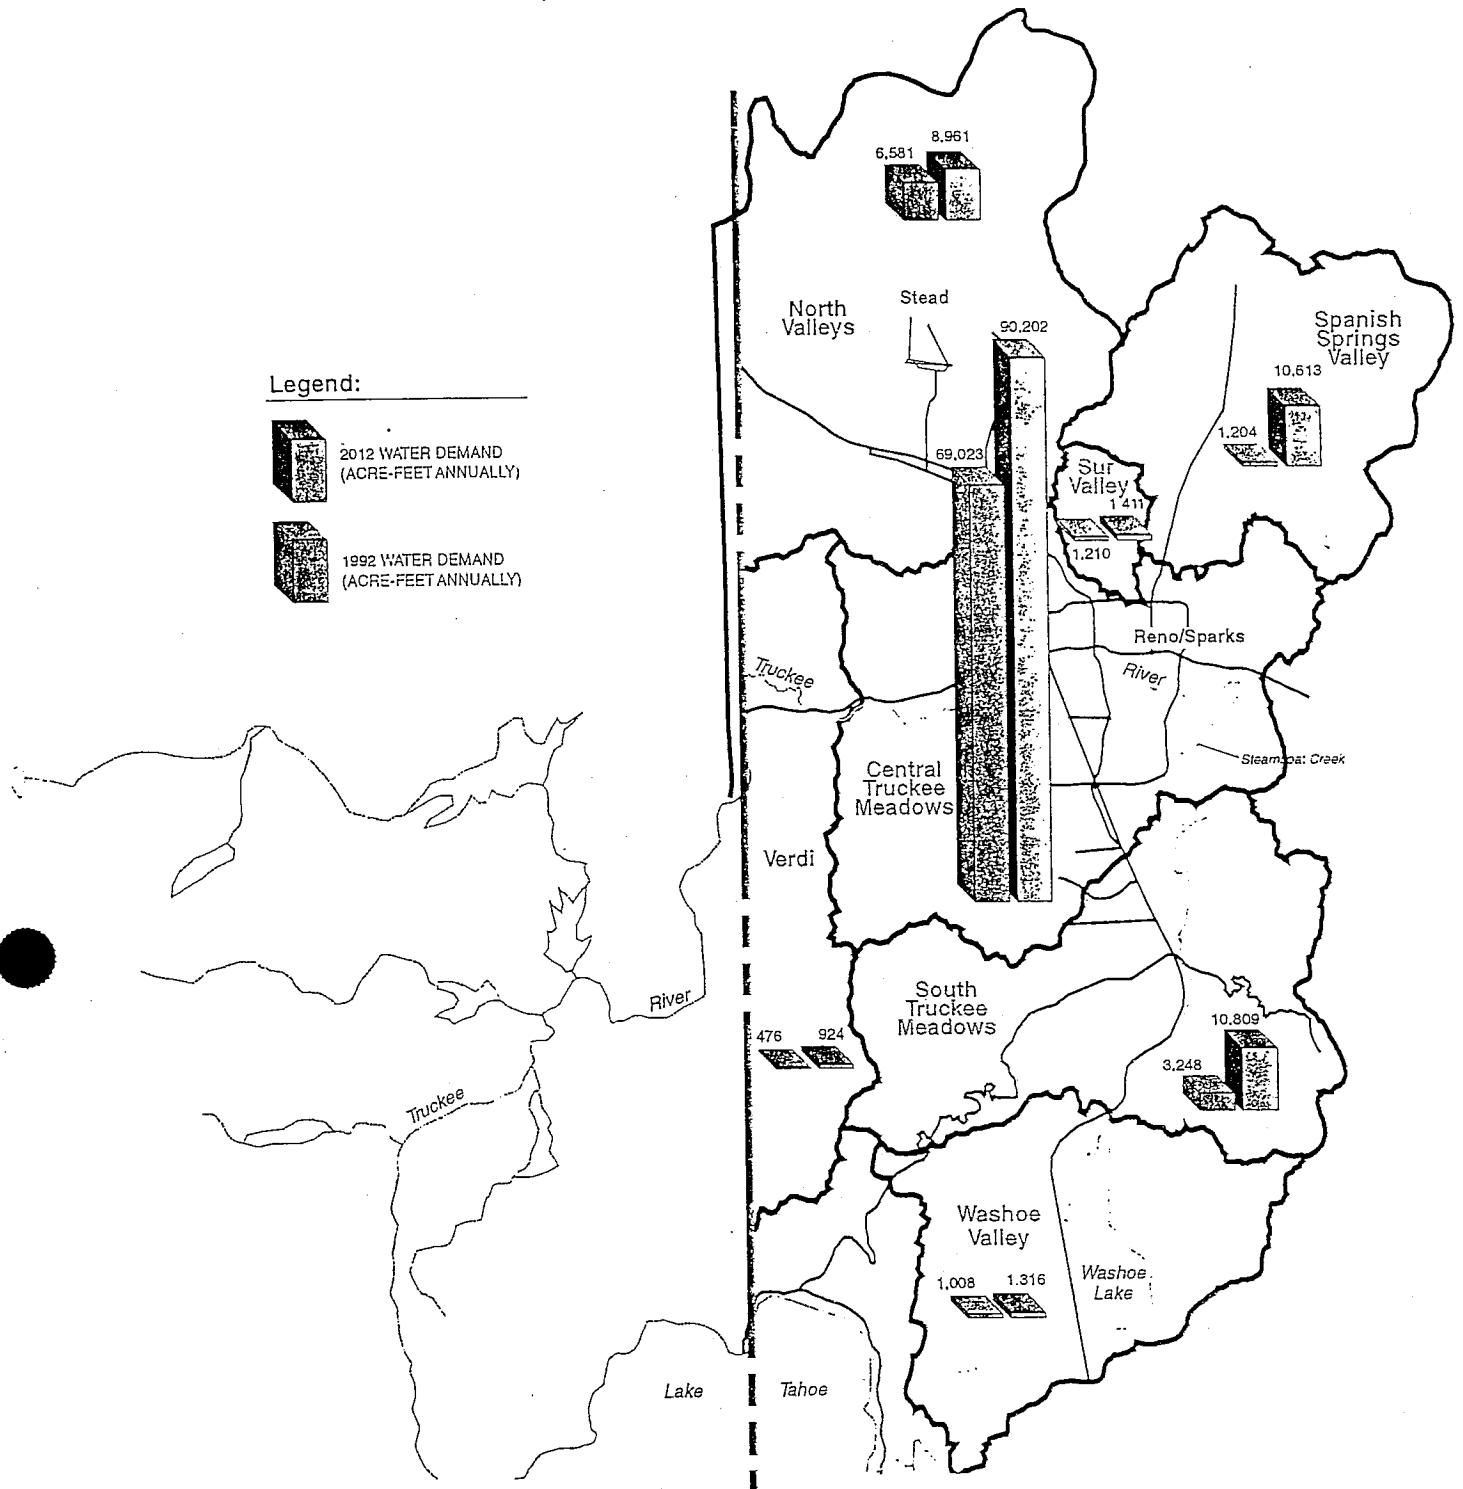 8,961
6,581
Stead
North
Valleys
90,202
Spanish
Springs
Valley
10,613
Legend:
1,204
2012 WATER DEMAND
(ACRE-FEET ANNUALLY)
69,023
Sur
Valley
1 411
1,210
1992 WATER DEMAND
(ACRE-FEET ANNUALLY)
Reno/Sparks
Truckee
River
Steamboat Creek
Central
Truckee
Meadows
Verdi
River
South
Truckee
Meadows
10,809
476
924
3,248
Truckee
Washoe
Valley
1,008
1.316
Washoe
Lake
Lake
Tahoe